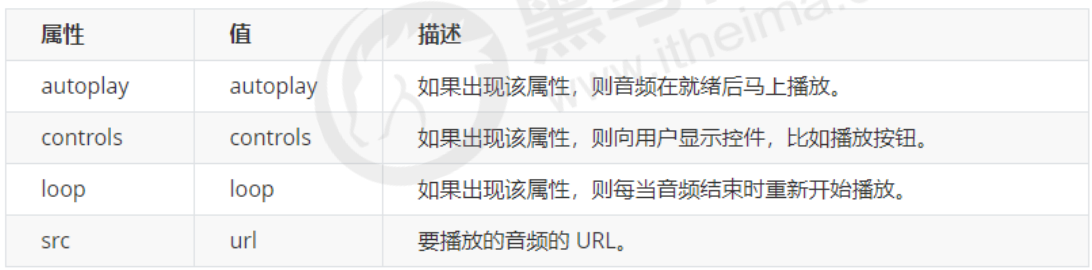 属性 值 描述
autoplay autoplay 如果出现该属性，则音频在就绪后马上播放。
controls controls 如果出现该属性，则向用户显示控件，比如播放按钮。
loop loop 如果出现该属性，则每当音频结束时重新开始播放。
src url 要播放的音频的 URL。
www.itheima.co